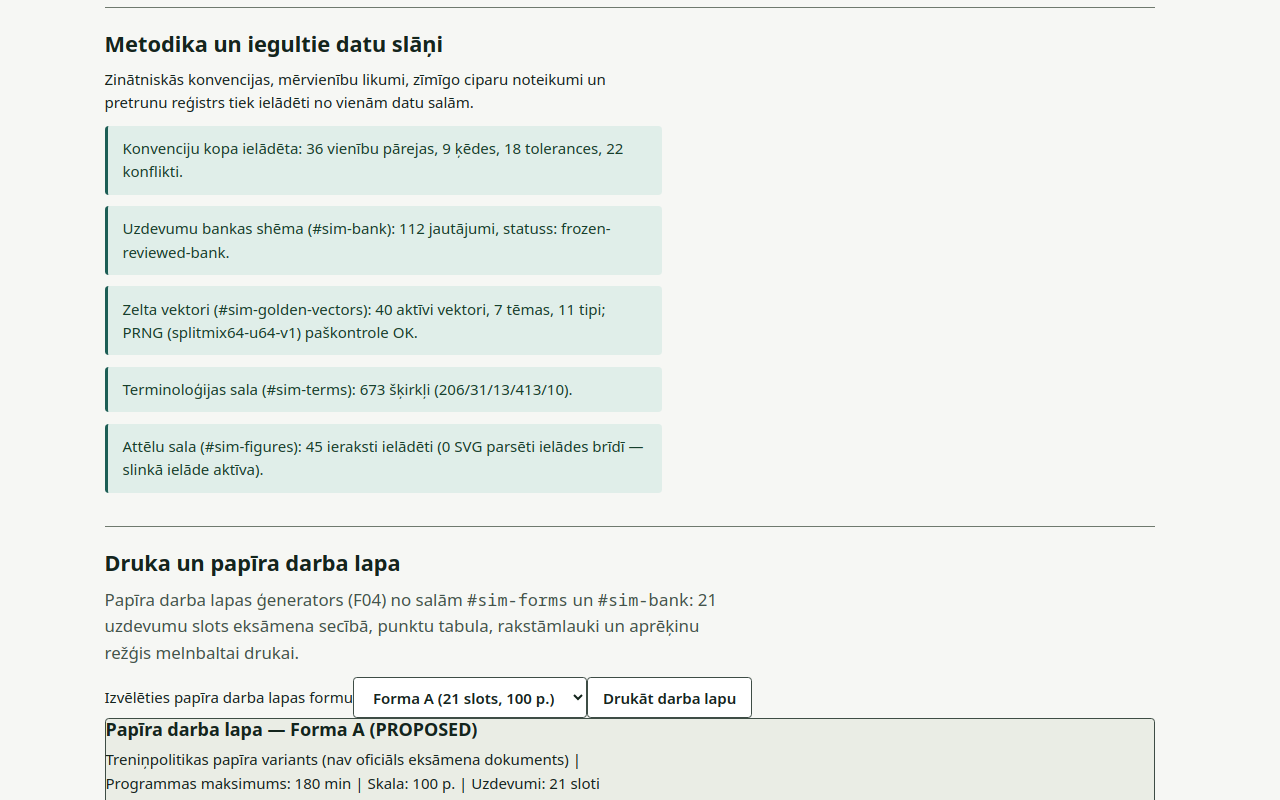 Metodika un iegultie datu slāņi
Zinātniskās konvencijas, mērvienību likumi, zīmīgo ciparu noteikumi un
pretrunu reģistrs tiek ielādēti no vienām datu salām.
Konvenciju kopa ielādēta: 36 vienību pārejas, 9 ķēdes, 18 tolerances, 22
konflikti.
Uzdevumu bankas shēma (#sim-bank): 112 jautājumi, statuss: frozen-
reviewed-bank.
Zelta vektori (#sim-golden-vectors): 40 aktīvi vektori, 7 tēmas, 11 tipi;
PRNG (splitmix64-u64-v1) paškontrole OK.
Terminoloģijas sala (#sim-terms): 673 šķirkļi (206/31/13/413/10).
Attēlu sala (#sim-figures): 45 ieraksti ielādēti (0 SVG parsēti ielādes brīdī —
slinkā ielāde aktīva).
Druka un papīra darba lapa
Papīra darba lapas ģenerators (F04) no salām #sim-forms un #sim-bank: 21
uzdevumu slots eksāmena secībā, punktu tabula, rakstāmlauki un aprēķinu
režģis melnbaltai drukai.
Izvēlēties papīra darba lapas formu Forma A (21 slots, 100 p.) Drukāt darba lapu
Papīra darba lapa — Forma A (PROPOSED)
Treniņpolitikas papīra variants (nav oficiāls eksāmena dokuments) |
Programmas maksimums: 180 min | Skala: 100 p. | Uzdevumi: 21 sloti